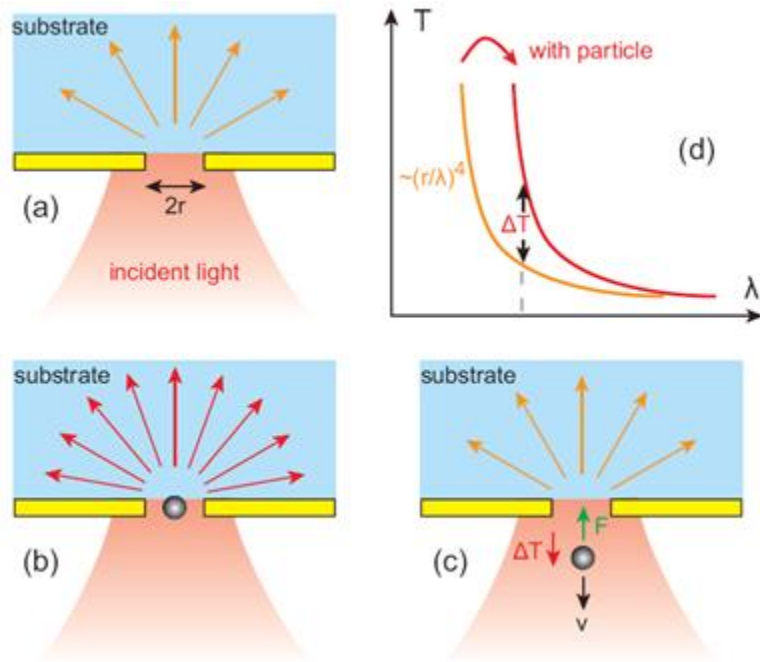 substrate
(a)
2r
incident light
T
with particle
(d)
~(r/λ)⁴
ΔT
λ
substrate
(b)
substrate
(c)
ΔT
F
v